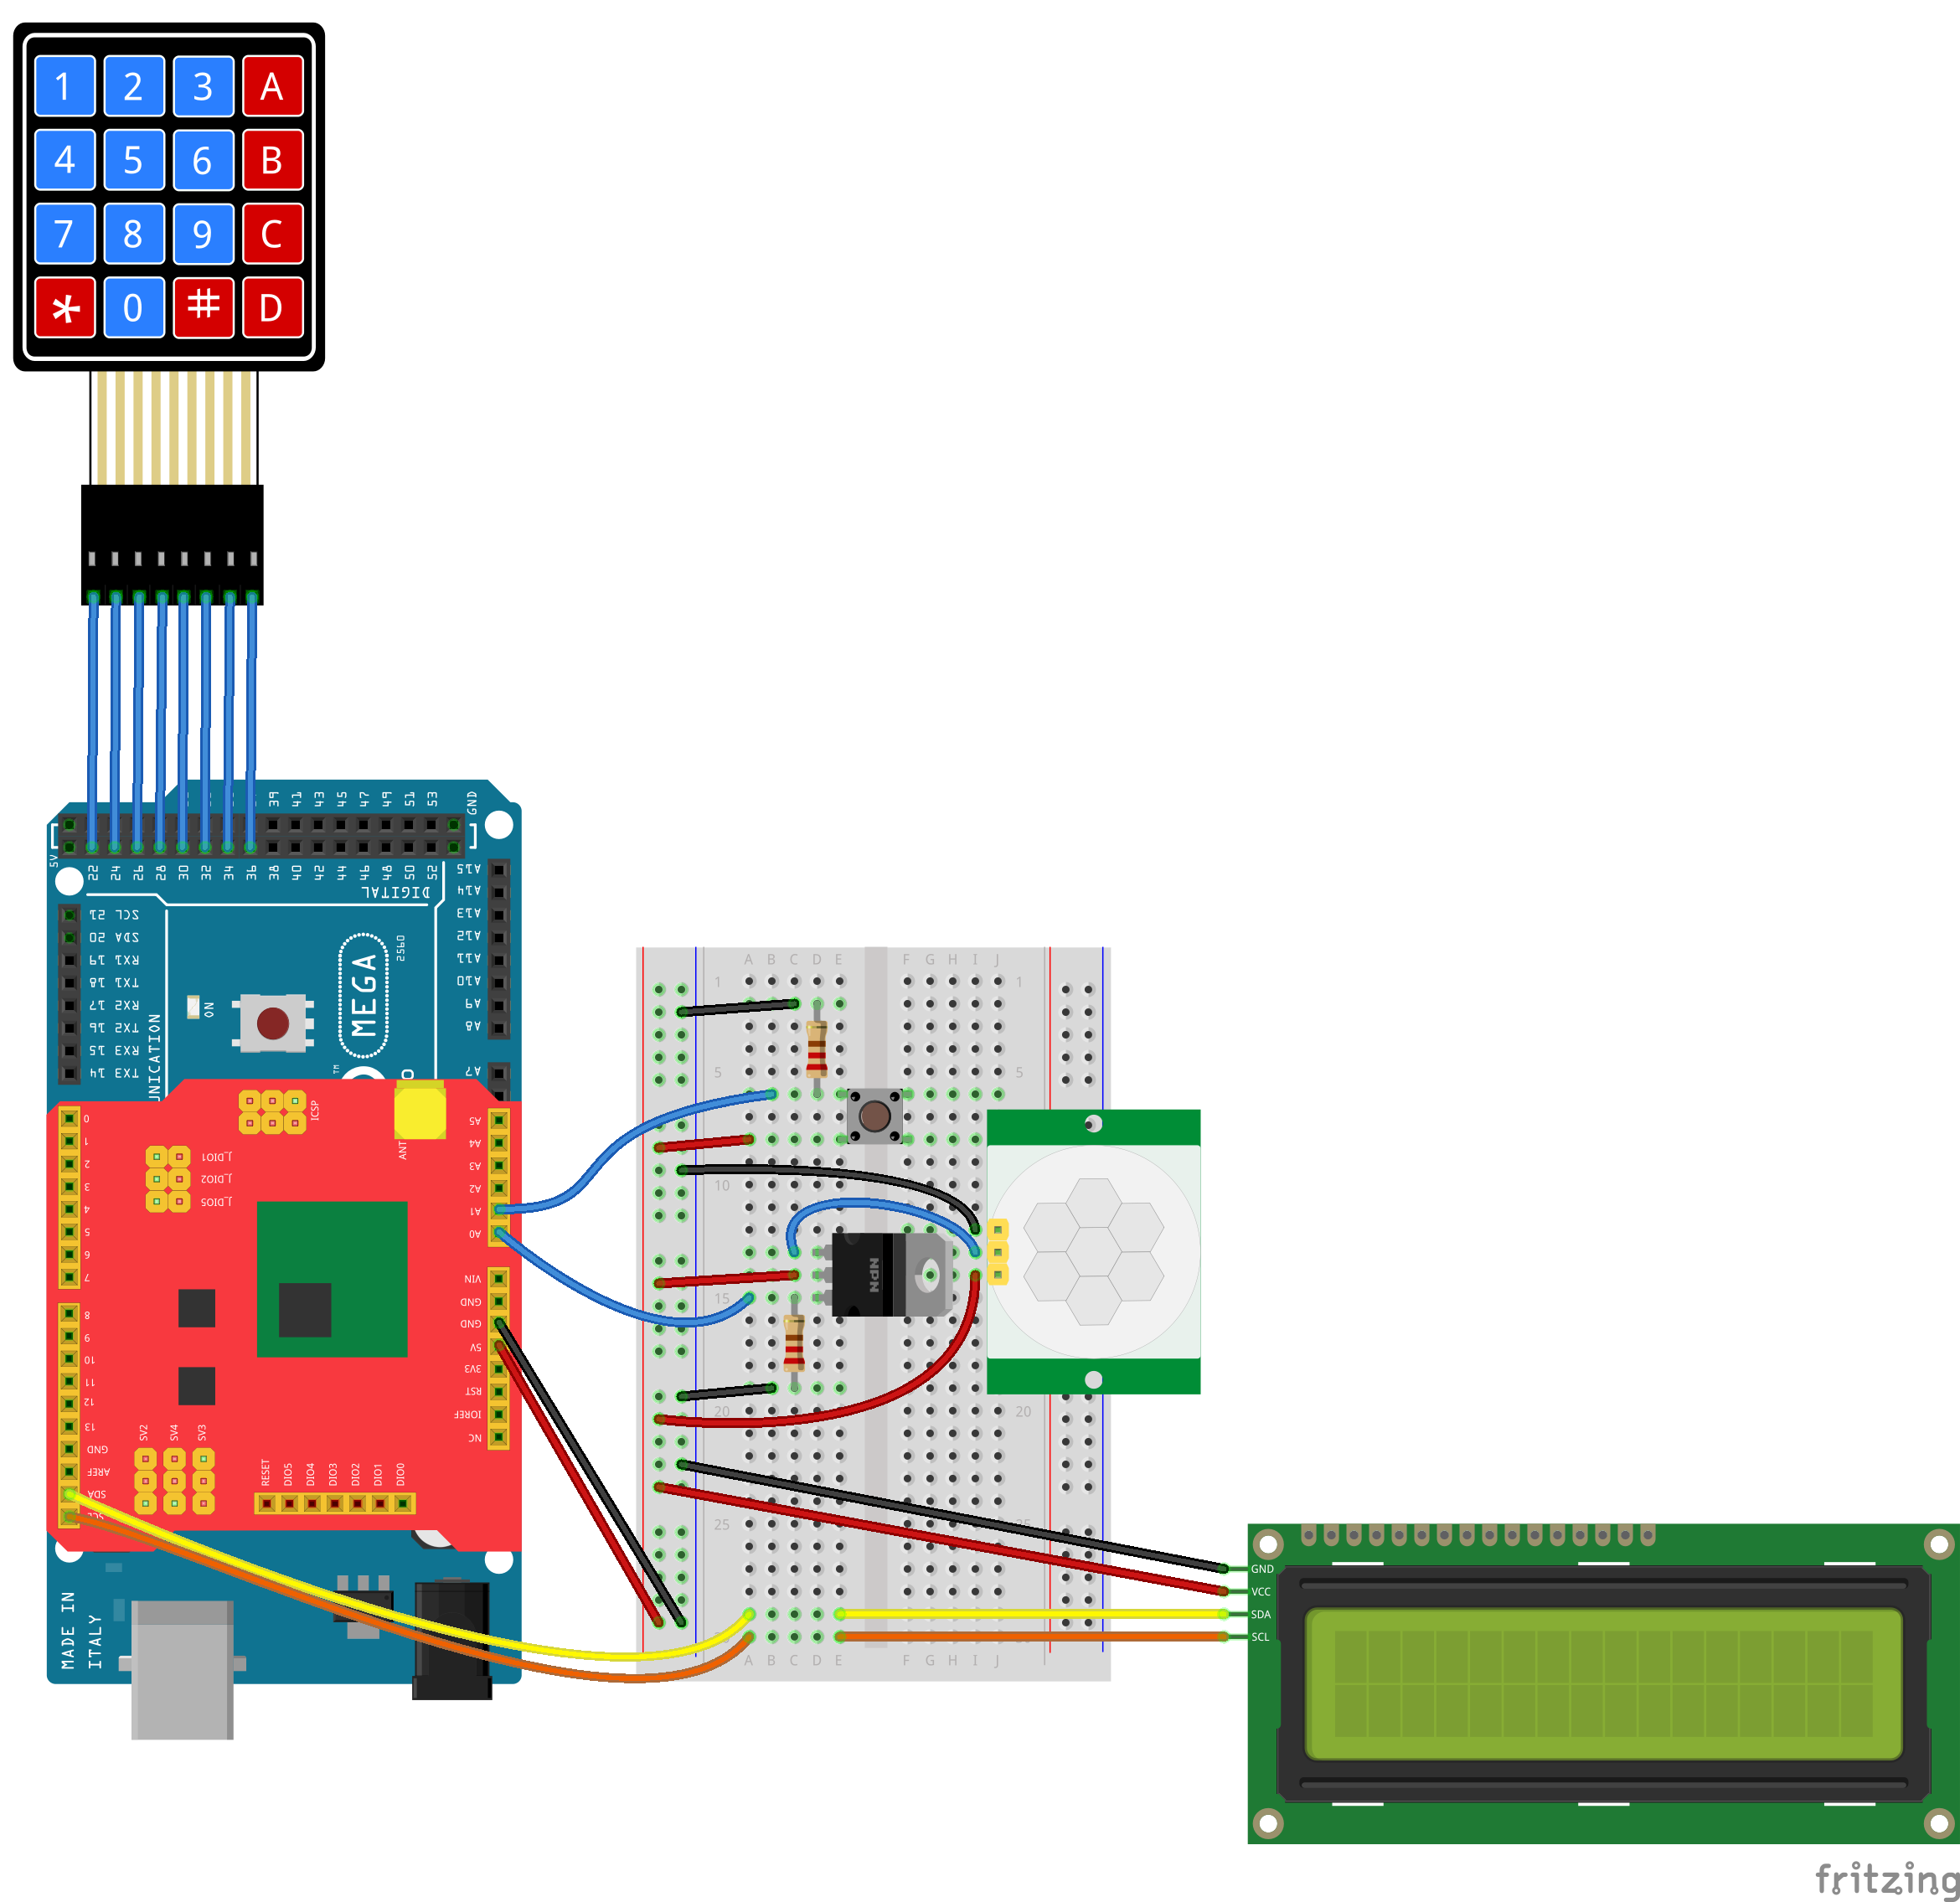 1 2 3 A
4 5 6 B
7 8 9 C
* 0 # D
39 41 43 45 47 49 51 53 GND
5V
22 24 26 28 30 32 34 36 38 40 42 44 46 48 50 52
DIGITAL
A15
A14
A13
A12
A11
A10
A9
A8
A7
SCL 21
SDA 20
RX1 19
TX1 18
RX2 17
TX2 16
RX3 15
TX3 14
ON
MEGA
2560
TM
UNICATION
O
ICSP
ANT
J_DIO1
J_DIO2
J_DIO5
0
1
2
3
4
5
6
7
8
9
10
11
12
13
GND
AREF
SDA
A5
A4
A3
A2
A1
A0
VIN
GND
GND
5V
3V3
RST
IOREF
NC
SV2 SV4 SV3
RESET DIO5 DIO4 DIO3 DIO2 DIO1 DIO0
MADE IN
ITALY
A B C D E F G H I J
1 1
5 5
10
15
20 20
25
A B C D E F G H I J
NPN
GND
VCC
SDA
SCL
fritzing